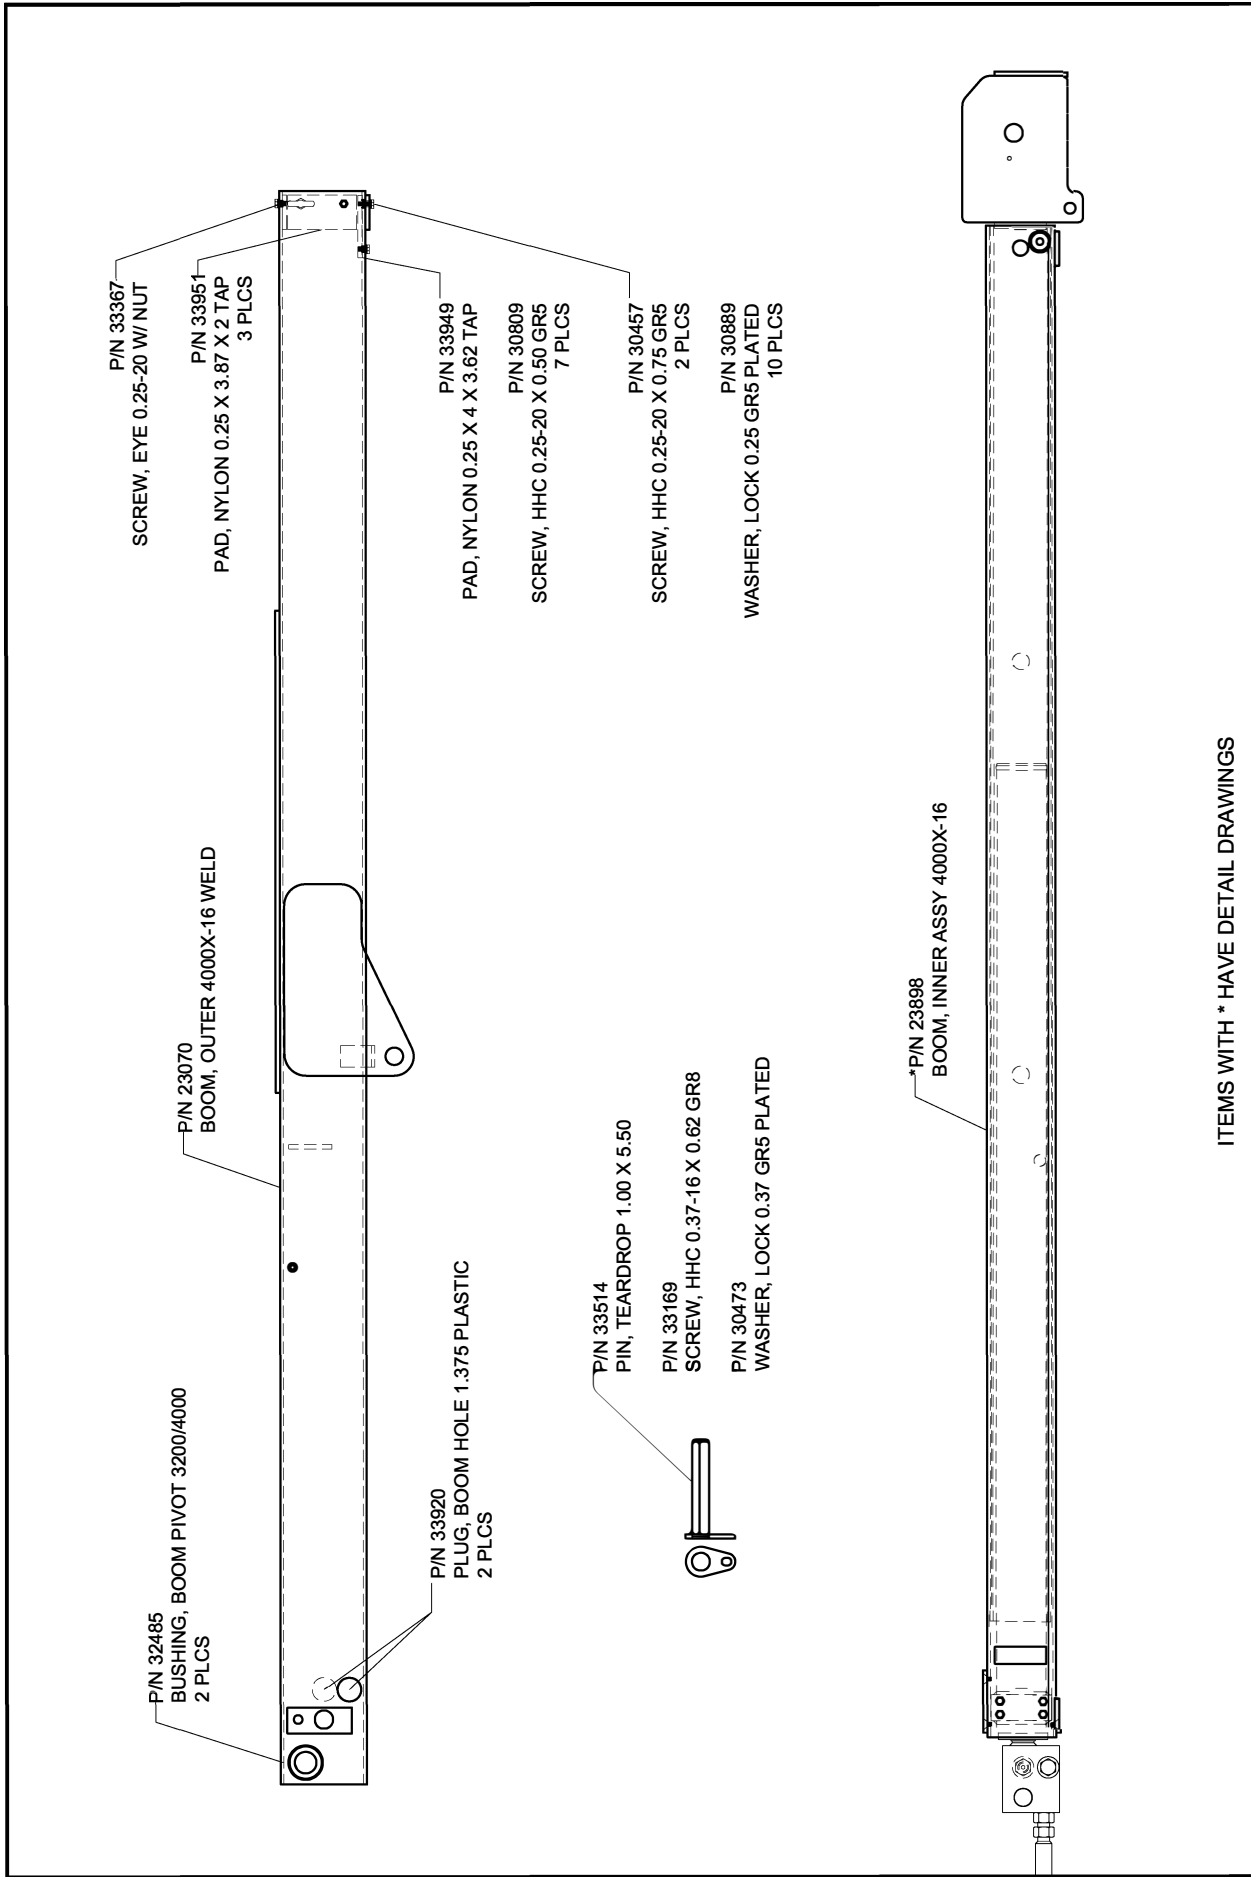 P/N 32485
BUSHING, BOOM PIVOT 3200/4000
2 PLCS
P/N 23070
BOOM, OUTER 4000X-16 WELD
P/N 33367
SCREW, EYE 0.25-20 W/ NUT
P/N 33951
PAD, NYLON 0.25 X 3.87 X 2 TAP
3 PLCS
P/N 33920
PLUG, BOOM HOLE 1.375 PLASTIC
2 PLCS
P/N 33949
PAD, NYLON 0.25 X 4 X 3.62 TAP
P/N 30809
SCREW, HHC 0.25-20 X 0.50 GR5
7 PLCS
P/N 30457
SCREW, HHC 0.25-20 X 0.75 GR5
2 PLCS
P/N 30889
WASHER, LOCK 0.25 GR5 PLATED
10 PLCS
P/N 33514
PIN, TEARDROP 1.00 X 5.50
P/N 33169
SCREW, HHC 0.37-16 X 0.62 GR8
P/N 30473
WASHER, LOCK 0.37 GR5 PLATED
*P/N 23898
BOOM, INNER ASSY 4000X-16
ITEMS WITH * HAVE DETAIL DRAWINGS